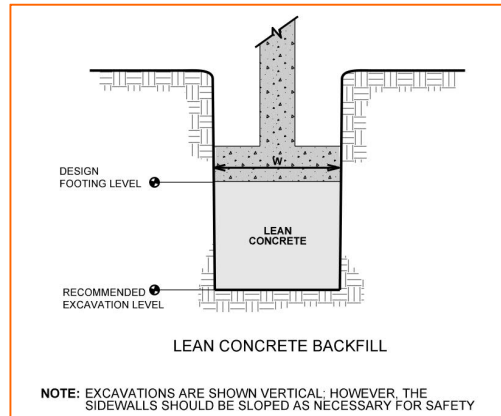 W
DESIGN
FOOTING LEVEL
LEAN
CONCRETE
RECOMMENDED
EXCAVATION LEVEL
LEAN CONCRETE BACKFILL
NOTE: EXCAVATIONS ARE SHOWN VERTICAL; HOWEVER, THE
SIDEWALLS SHOULD BE SLOPED AS NECESSARY FOR SAFETY